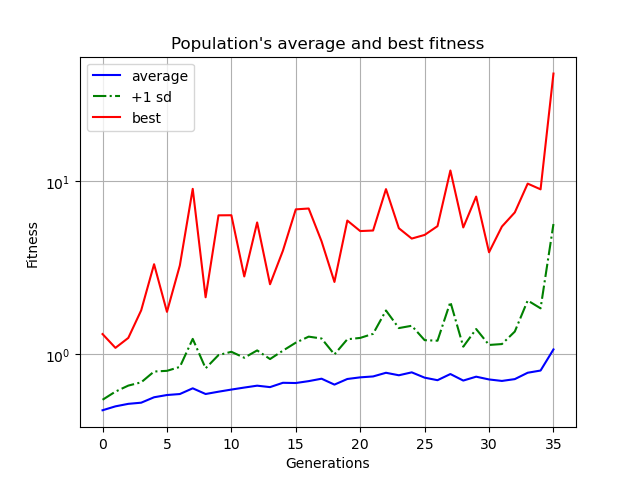 Population's average and best fitness
average
+1 sd
best
10¹
10⁰
Fitness
0 5 10 15 20 25 30 35
Generations